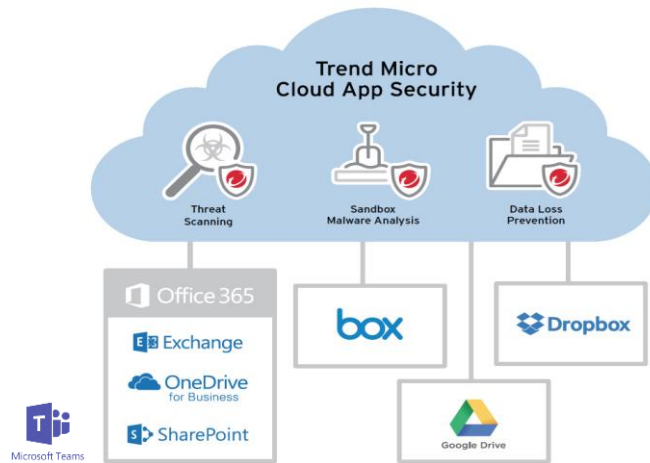 Trend Micro
Cloud App Security
Threat
Scanning
Sandbox
Malware Analysis
Data Loss
Prevention
Office 365
Exchange
OneDrive
for Business
SharePoint
box
Dropbox
Google Drive
Microsoft Teams